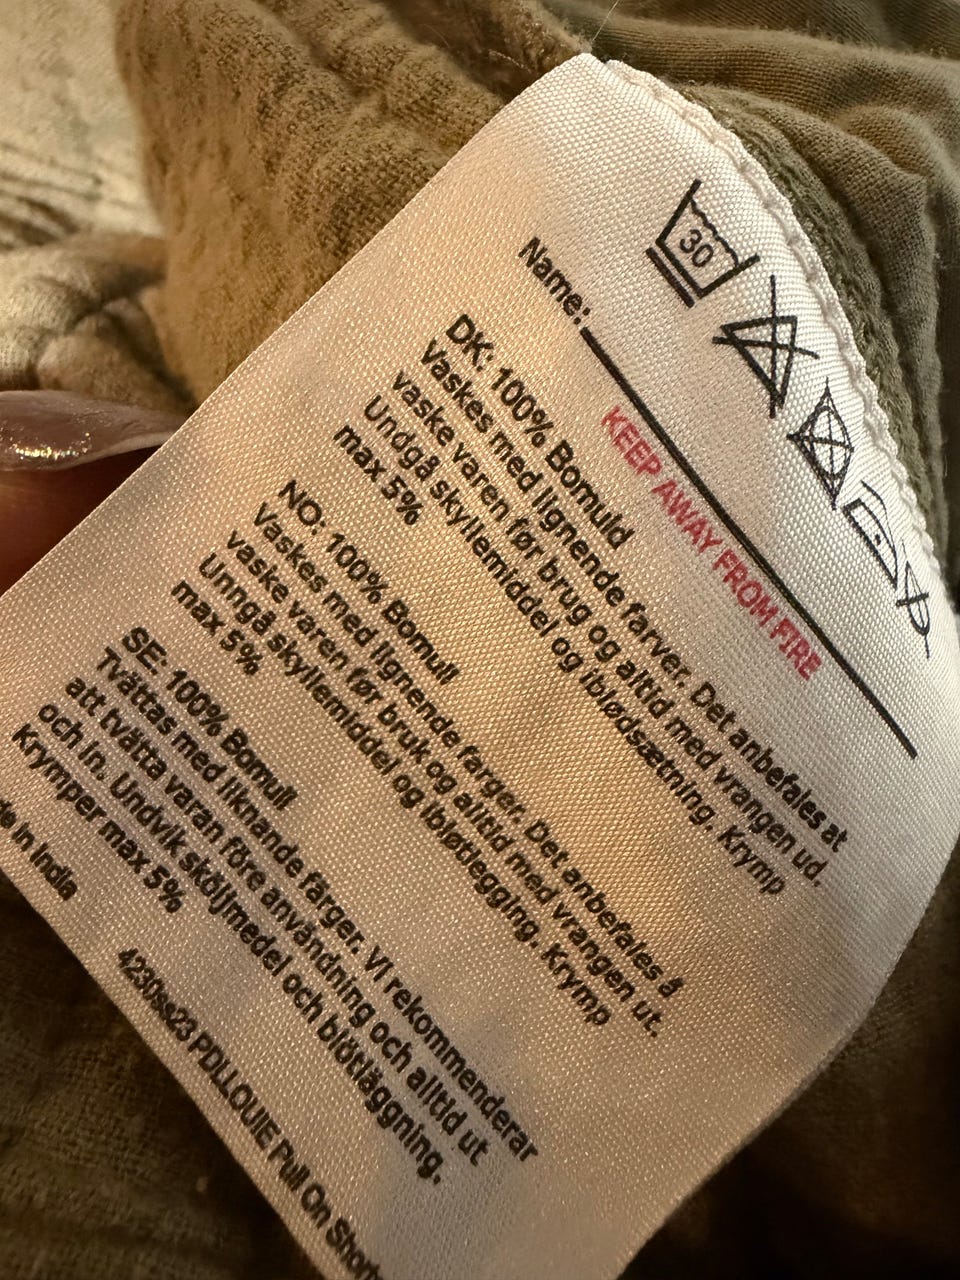 30
Name:
KEEP AWAY FROM FIRE
DK: 100% Bomuld
Vaskes med lignende farver. Det anbefales at
vaske varen før brug og altid med vrangen ud.
Undgå skyllemiddel og iblødsætning. Krymp
max 5%
NO: 100% Bomull
Vaskes med lignende farger. Det anbefales å
vaske varen før bruk og alltid med vrangen ut.
Unngå skyllemiddel og ibløtlegging. Krymp
max 5%
SE: 100% Bomull
Tvättas med liknande färger. Vi rekommenderar
att tvätta varan före användning och alltid ut
och in. Undvik sköljmedel och blötläggning.
Krymper max 5%
in India
4230ss23 PDLLOUIE Pull On